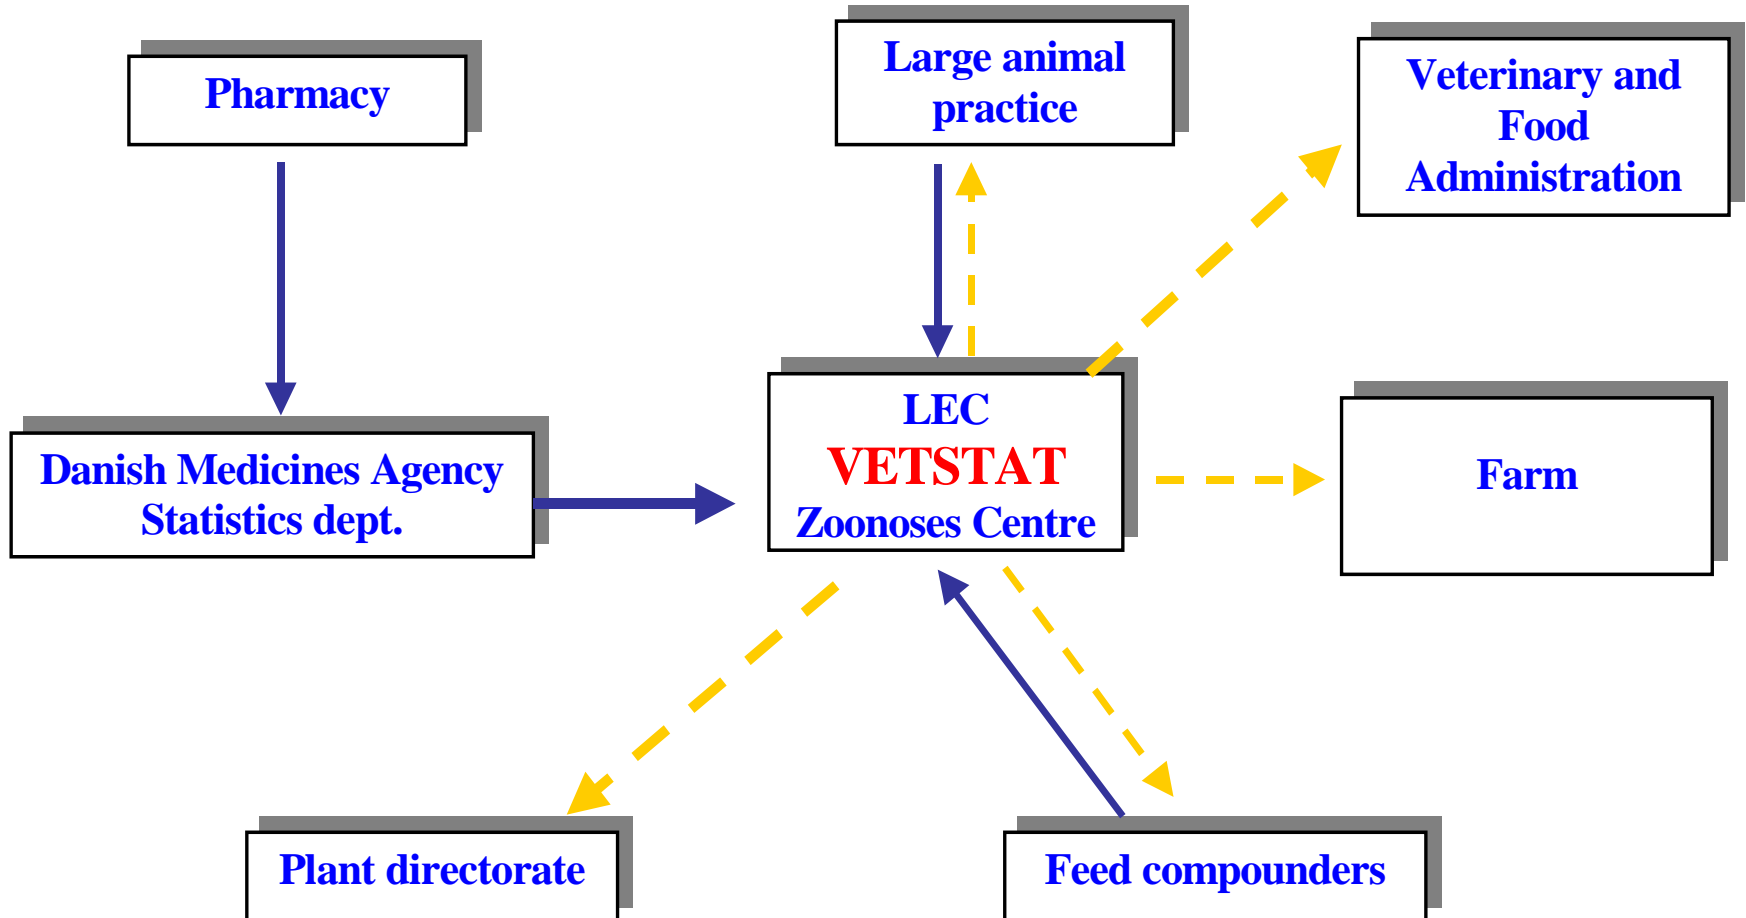 Pharmacy
Large animal
practice
Veterinary and
Food
Administration
Danish Medicines Agency
Statistics dept.
LEC
VETSTAT
Zoonoses Centre
Farm
Plant directorate
Feed compounders